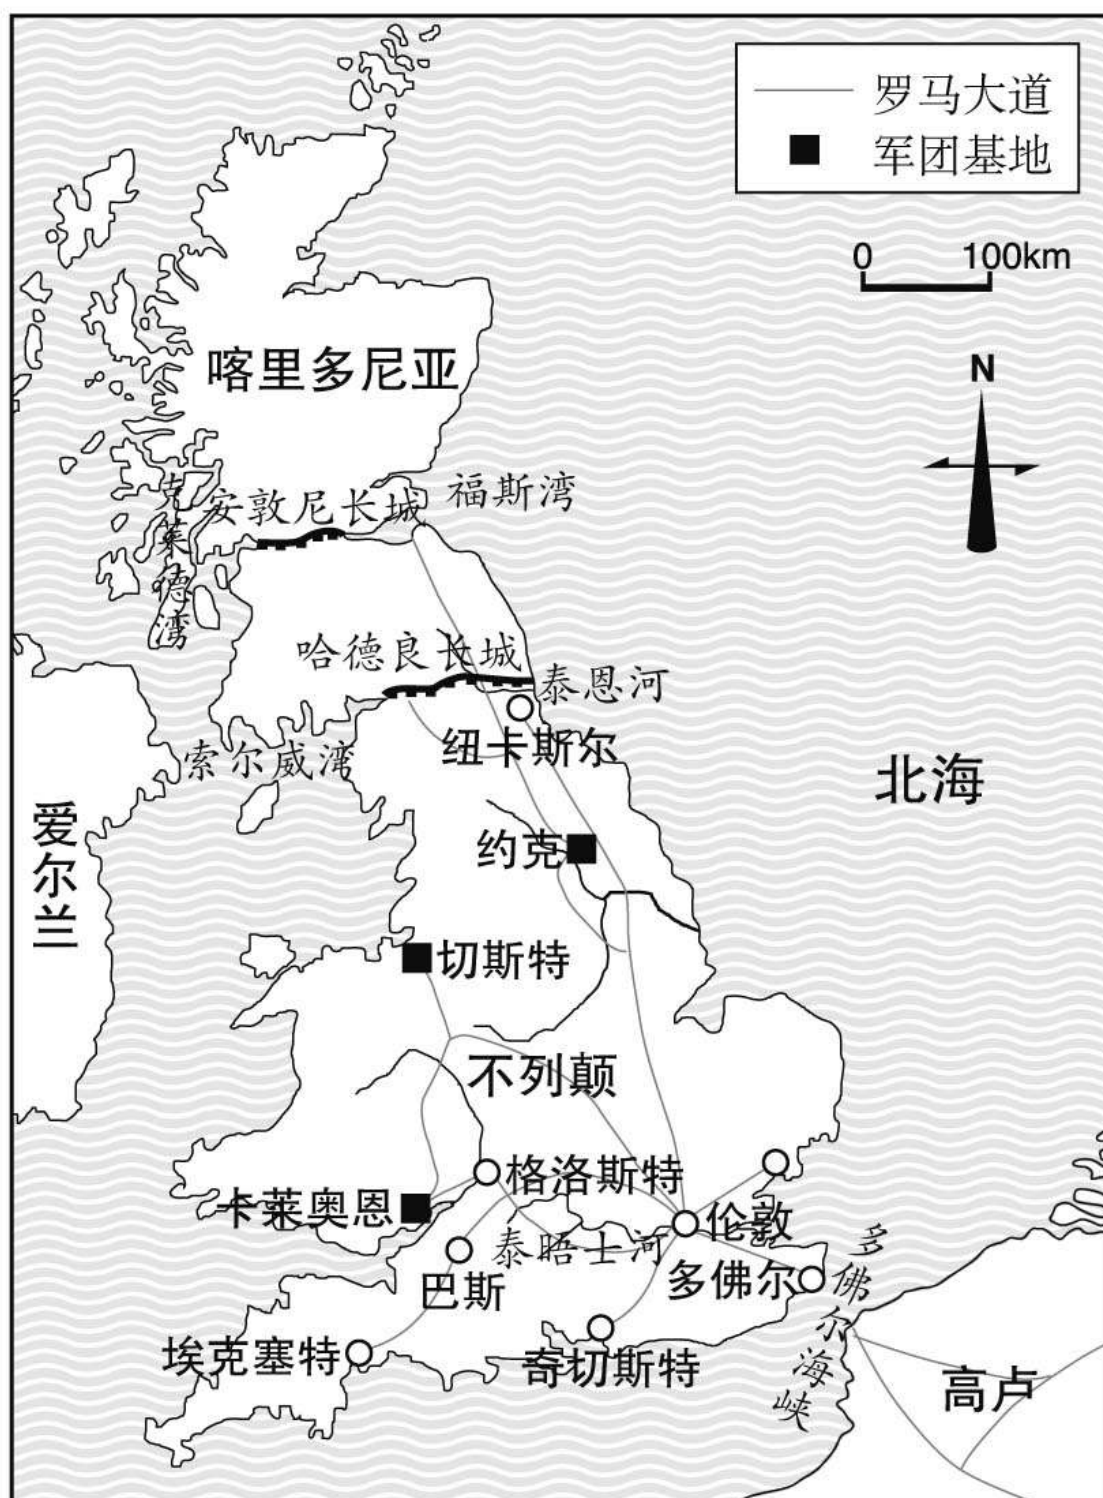 罗马大道
军团基地
0 100km
N
喀里多尼亚
克莱德湾
安敦尼长城
福斯湾
哈德良长城
泰恩河
纽卡斯尔
索尔威湾
北海
爱尔兰
约克
切斯特
不列颠
格洛斯特
卡莱奥恩
伦敦
泰晤士河
巴斯
多佛尔
多佛尔海峡
埃克塞特
奇切斯特
高卢